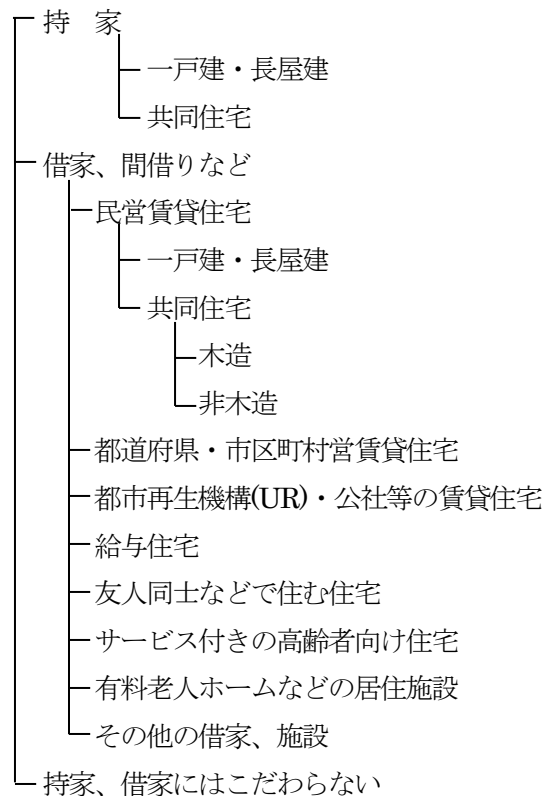 持　家
一戸建・長屋建
共同住宅
借家、間借りなど
民営賃貸住宅
一戸建・長屋建
共同住宅
木造
非木造
都道府県・市区町村営賃貸住宅
都市再生機構(UR)・公社等の賃貸住宅
給与住宅
友人同士などで住む住宅
サービス付きの高齢者向け住宅
有料老人ホームなどの居住施設
その他の借家、施設
持家、借家にはこだわらない